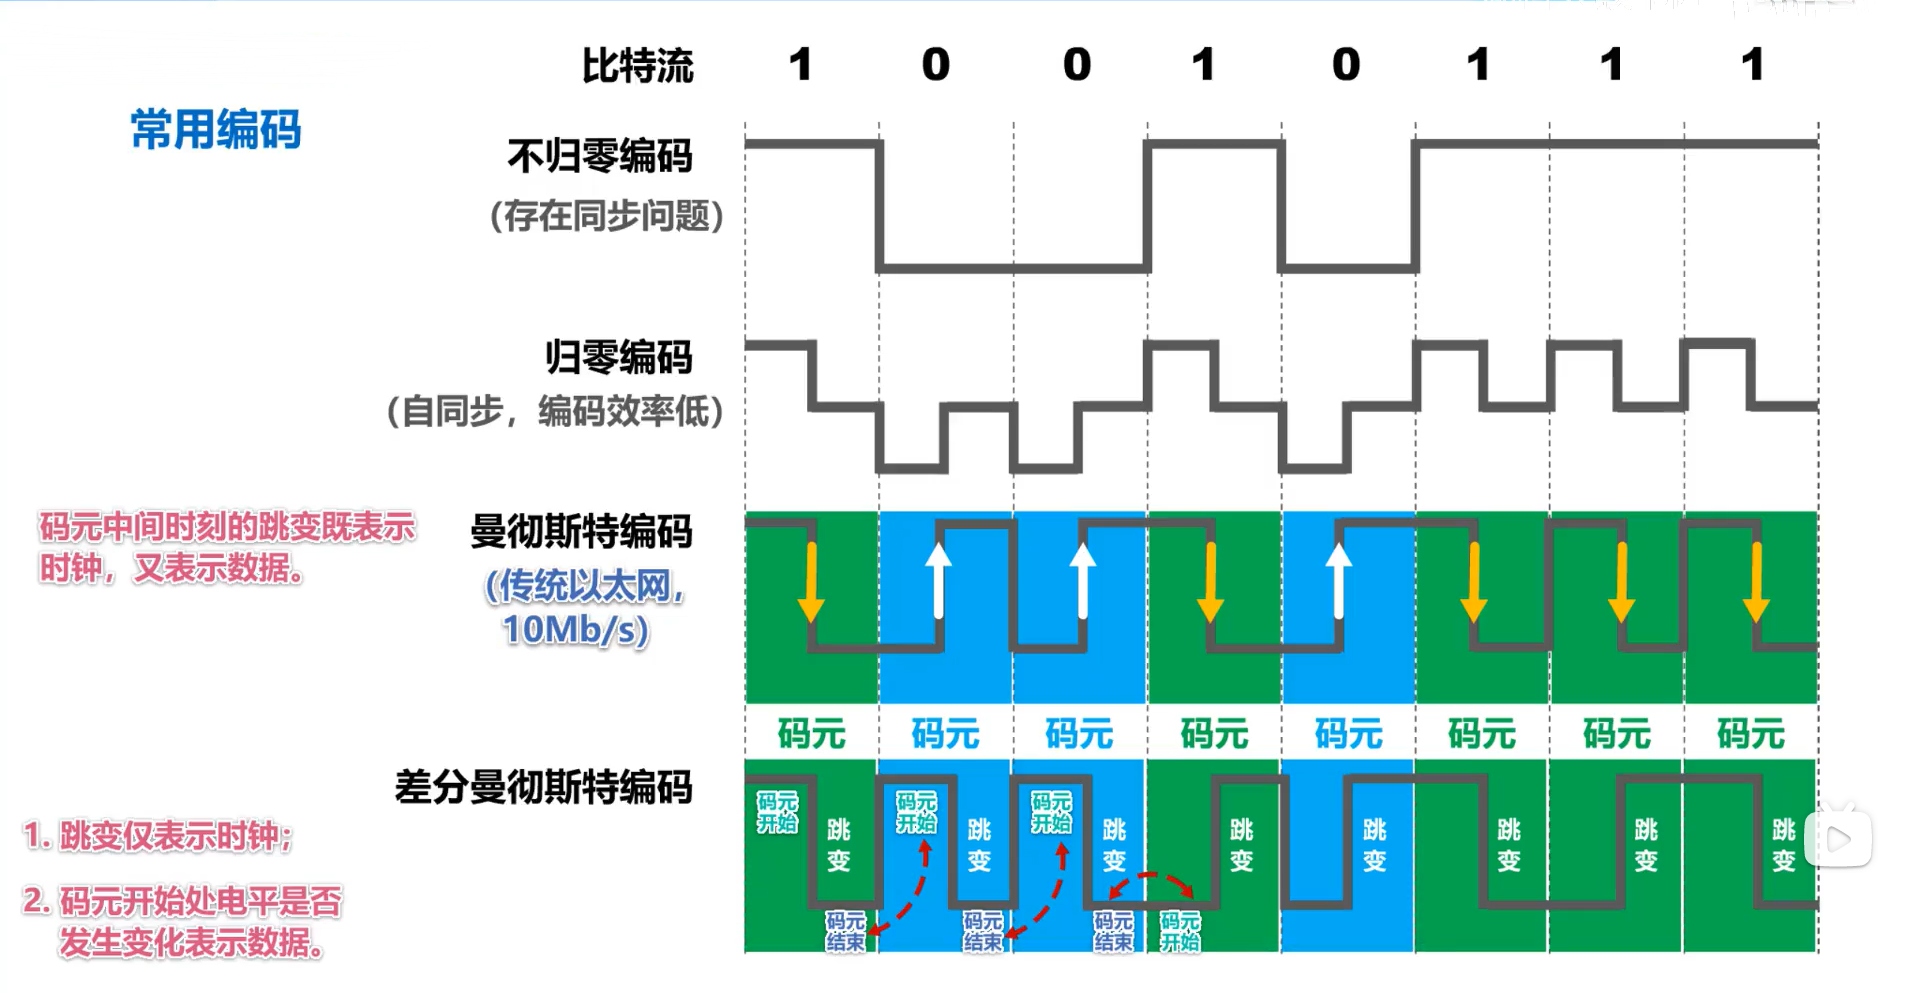 比特流 1 0 0 1 0 1 1 1
常用编码
不归零编码
（存在同步问题）
归零编码
（自同步，编码效率低）
码元中间时刻的跳变既表示
时钟，又表示数据。
曼彻斯特编码
（传统以太网，
10Mb/s）
码元 码元 码元 码元 码元 码元 码元 码元
差分曼彻斯特编码
1. 跳变仅表示时钟；
2. 码元开始处电平是否
发生变化表示数据。
码元
开始
跳
变
码元
结束
码元
开始
跳
变
码元
结束
码元
开始
跳
变
码元
结束
码元
开始
跳
变
跳
变
跳
变
跳
变
跳
变